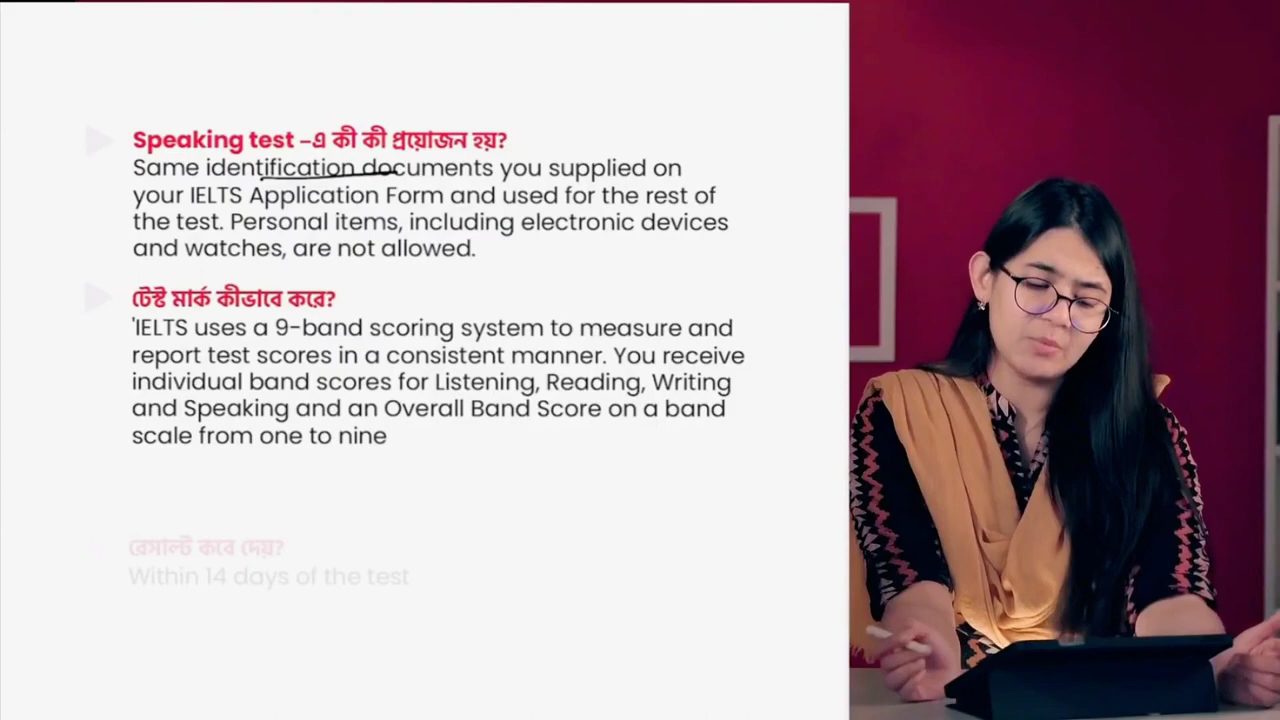 Speaking test –এ কী কী প্রয়োজন হয়?
Same identification documents you supplied on
your IELTS Application Form and used for the rest of
the test. Personal items, including electronic devices
and watches, are not allowed.
টেস্ট মার্ক কীভাবে করে?
'IELTS uses a 9-band scoring system to measure and
report test scores in a consistent manner. You receive
individual band scores for Listening, Reading, Writing
and Speaking and an Overall Band Score on a band
scale from one to nine
রেসাল্ট কবে দেয়?
Within 14 days of the test